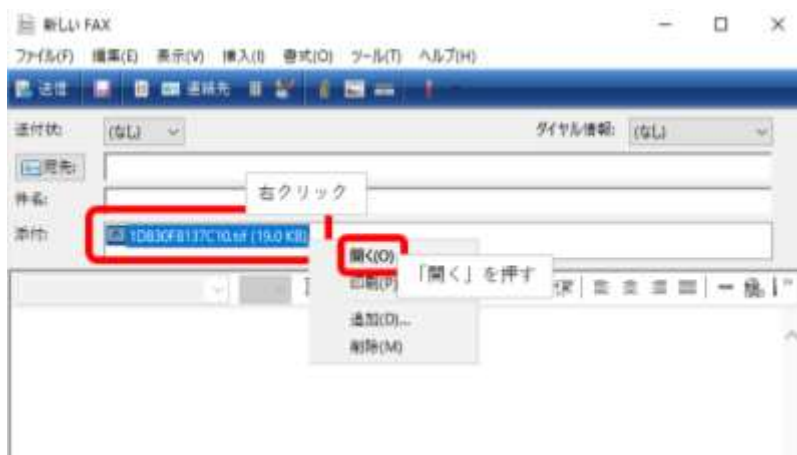 新しい FAX
ファイル(F) 編集(E) 表示(V) 挿入(I) 書式(O) ツール(T) ヘルプ(H)
送信 連絡先
送付状: (なし) ダイヤル情報: (なし)
宛先:
件名: 右クリック
添付: 1DB30F8137C10.tif (19.0 KB)
開く(O)
「開く」を押す
印刷(P)
追加(D)...
削除(M)